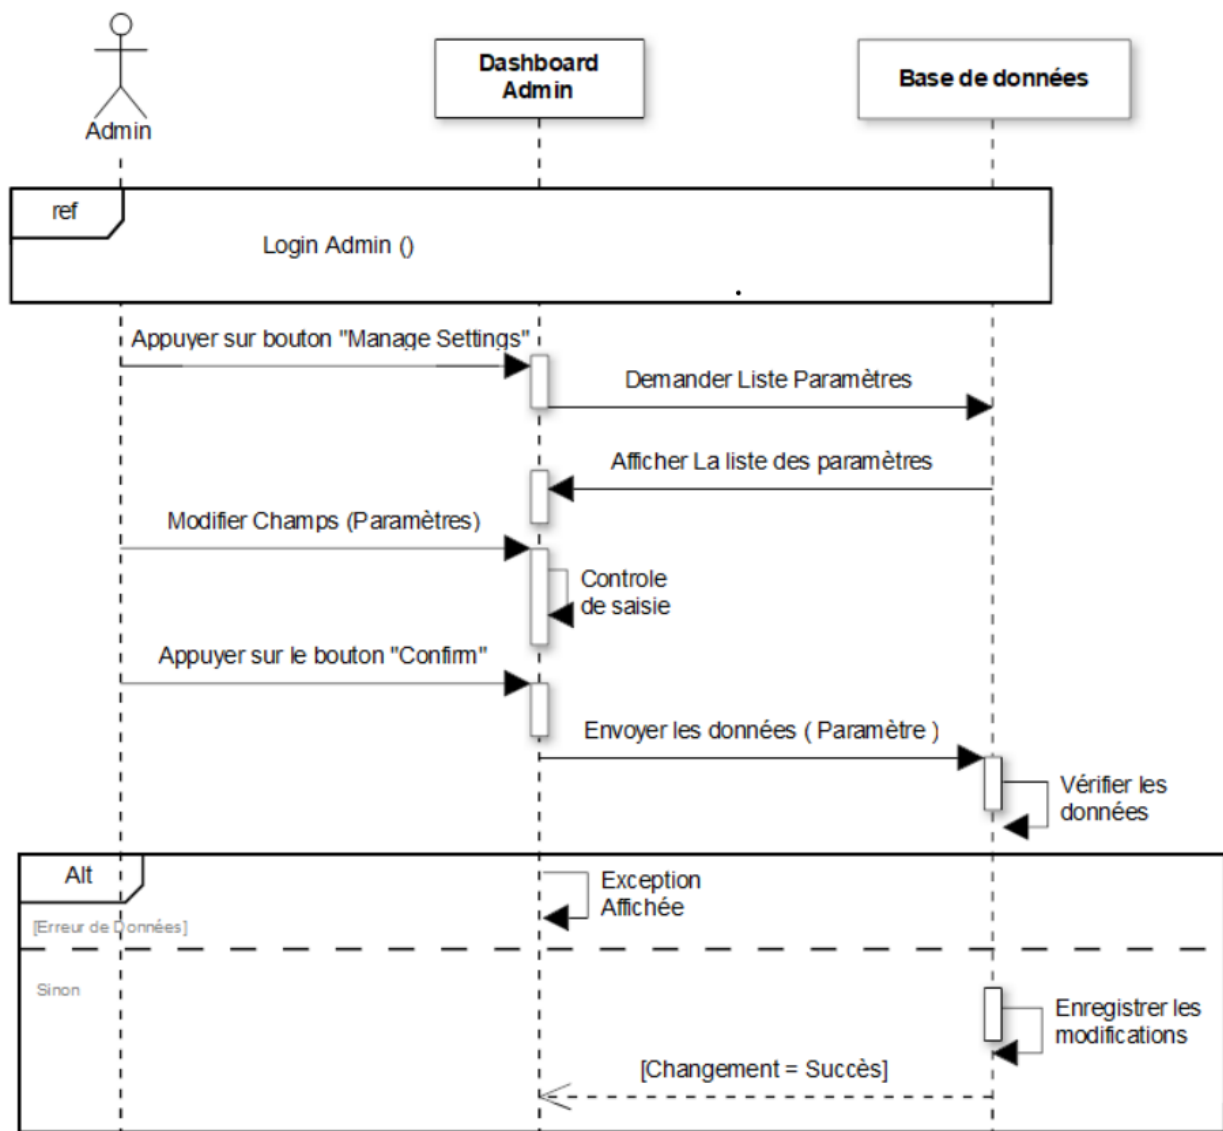 Admin
Dashboard
Admin
Base de données
ref
Login Admin ()
Appuyer sur bouton "Manage Settings"
Demander Liste Paramètres
Afficher La liste des paramètres
Modifier Champs (Paramètres)
Controle
de saisie
Appuyer sur le bouton "Confirm"
Envoyer les données ( Paramètre )
Vérifier les
données
Alt
[Erreur de Données]
Exception
Affichée
Sinon
Enregistrer les
modifications
[Changement = Succès]